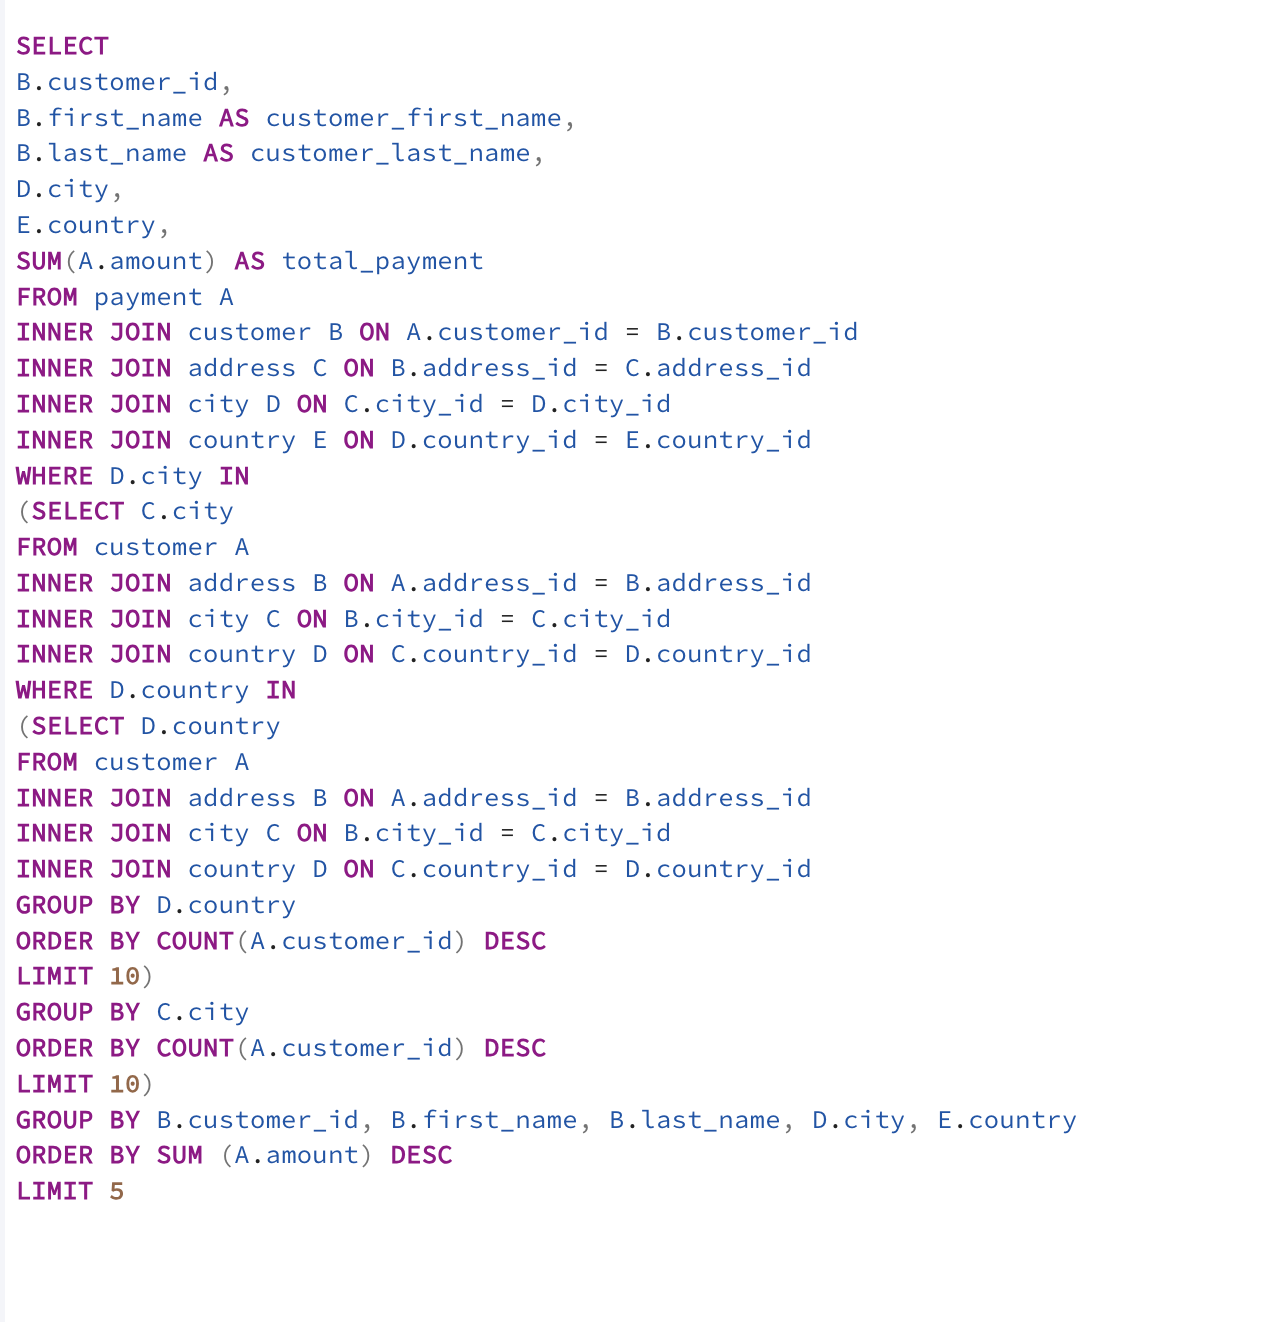 SELECT
B.customer_id,
B.first_name AS customer_first_name,
B.last_name AS customer_last_name,
D.city,
E.country,
SUM(A.amount) AS total_payment
FROM payment A
INNER JOIN customer B ON A.customer_id = B.customer_id
INNER JOIN address C ON B.address_id = C.address_id
INNER JOIN city D ON C.city_id = D.city_id
INNER JOIN country E ON D.country_id = E.country_id
WHERE D.city IN
(SELECT C.city
FROM customer A
INNER JOIN address B ON A.address_id = B.address_id
INNER JOIN city C ON B.city_id = C.city_id
INNER JOIN country D ON C.country_id = D.country_id
WHERE D.country IN
(SELECT D.country
FROM customer A
INNER JOIN address B ON A.address_id = B.address_id
INNER JOIN city C ON B.city_id = C.city_id
INNER JOIN country D ON C.country_id = D.country_id
GROUP BY D.country
ORDER BY COUNT(A.customer_id) DESC
LIMIT 10)
GROUP BY C.city
ORDER BY COUNT(A.customer_id) DESC
LIMIT 10)
GROUP BY B.customer_id, B.first_name, B.last_name, D.city, E.country
ORDER BY SUM (A.amount) DESC
LIMIT 5